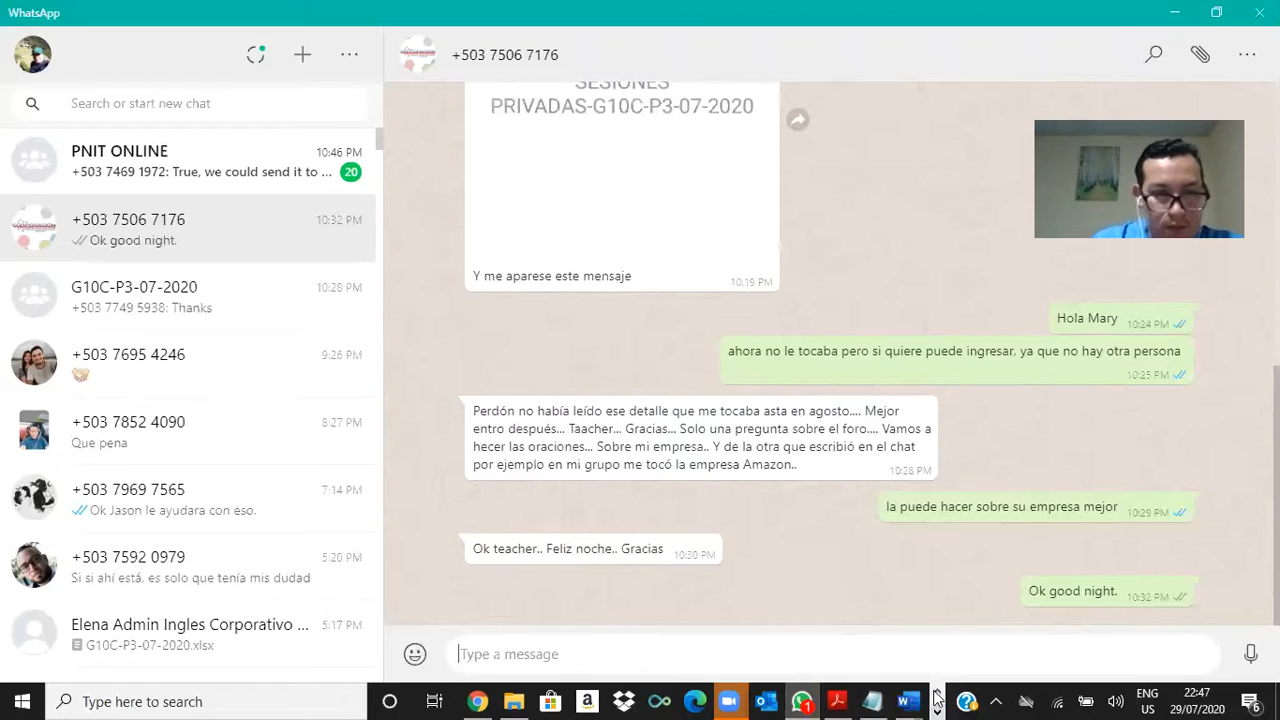 WhatsApp
+503 7506 7176
Search or start new chat
PNIT ONLINE
10:46 PM
+503 7469 1972: True, we could send it to ...
20
+503 7506 7176
10:32 PM
Ok good night.
G10C-P3-07-2020
10:28 PM
+503 7749 5938: Thanks
+503 7695 4246
9:26 PM
+503 7852 4090
8:27 PM
Que pena
+503 7969 7565
7:14 PM
Ok Jason le ayudara con eso.
+503 7592 0979
5:20 PM
Si si ahí está, es solo que tenía mis dudad
Elena Admin Ingles Corporativo ...
5:17 PM
G10C-P3-07-2020.xlsx
SESIONES
PRIVADAS-G10C-P3-07-2020
Y me aparese este mensaje
10:19 PM
Hola Mary
10:24 PM
ahora no le tocaba pero si quiere puede ingresar, ya que no hay otra persona
10:25 PM
Perdón no había leído ese detalle que me tocaba asta en agosto.... Mejor
entro después... Taacher... Gracias... Solo una pregunta sobre el foro.... Vamos a
hacer las oraciones... Sobre mi empresa.. Y de la otra que escribió en el chat
por ejemplo en mi grupo me tocó la empresa Amazon..
10:28 PM
la puede hacer sobre su empresa mejor
10:29 PM
Ok teacher.. Feliz noche.. Gracias
10:30 PM
Ok good night.
10:32 PM
Type a message
Type here to search
1
ENG
US
22:47
29/07/2020
6